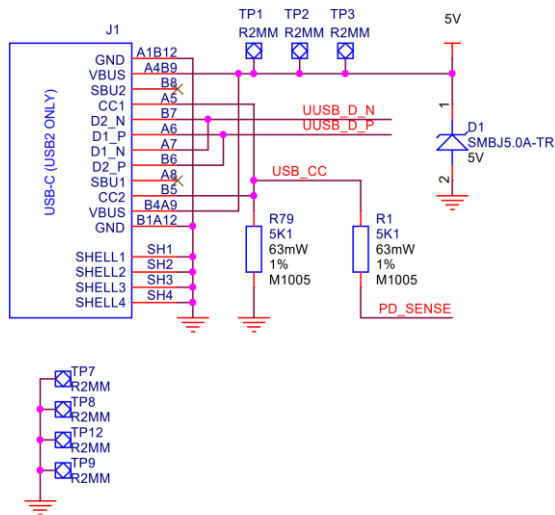 J1
TP1
R2MM
TP2
R2MM
TP3
R2MM
5V
USB-C (USB2 ONLY)
GND A1B12
VBUS A4B9
SBU2 B8
CC1 A5
D2_N B7
D1_P A6
D1_N A7
D2_P B6
SBU1 A8
CC2 B5
VBUS B4A9
GND B1A12
SHELL1 SH1
SHELL2 SH2
SHELL3 SH3
SHELL4 SH4
UUSB_D_N
UUSB_D_P
1
D1
SMBJ5.0A-TR
5V
2
USB_CC
R79
5K1
63mW
1%
M1005
R1
5K1
63mW
1%
M1005
PD_SENSE
TP7
R2MM
TP8
R2MM
TP12
R2MM
TP9
R2MM